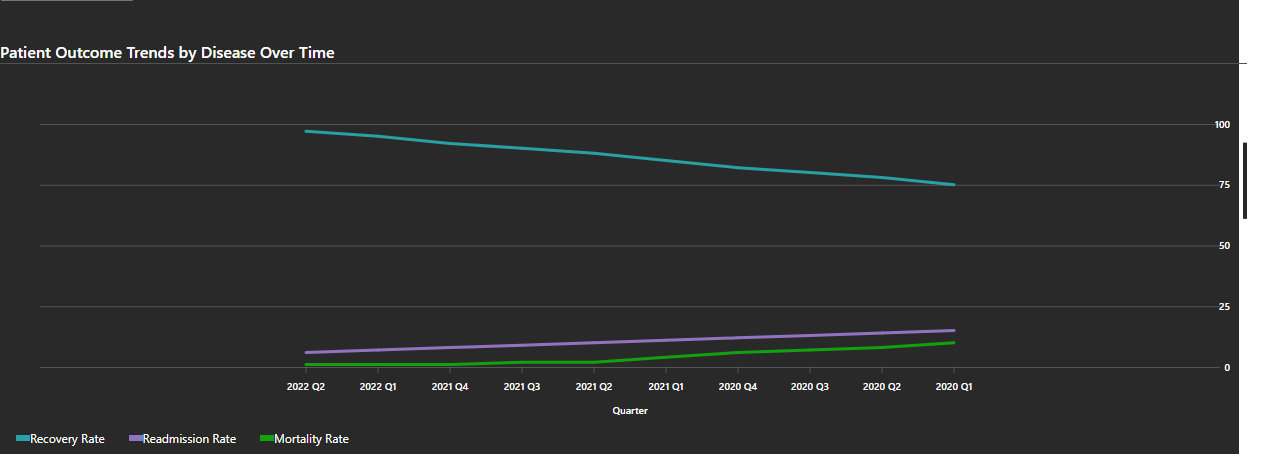 Patient Outcome Trends by Disease Over Time
100
75
50
25
0
2022 Q2 2022 Q1 2021 Q4 2021 Q3 2021 Q2 2021 Q1 2020 Q4 2020 Q3 2020 Q2 2020 Q1
Quarter
Recovery Rate Readmission Rate Mortality Rate